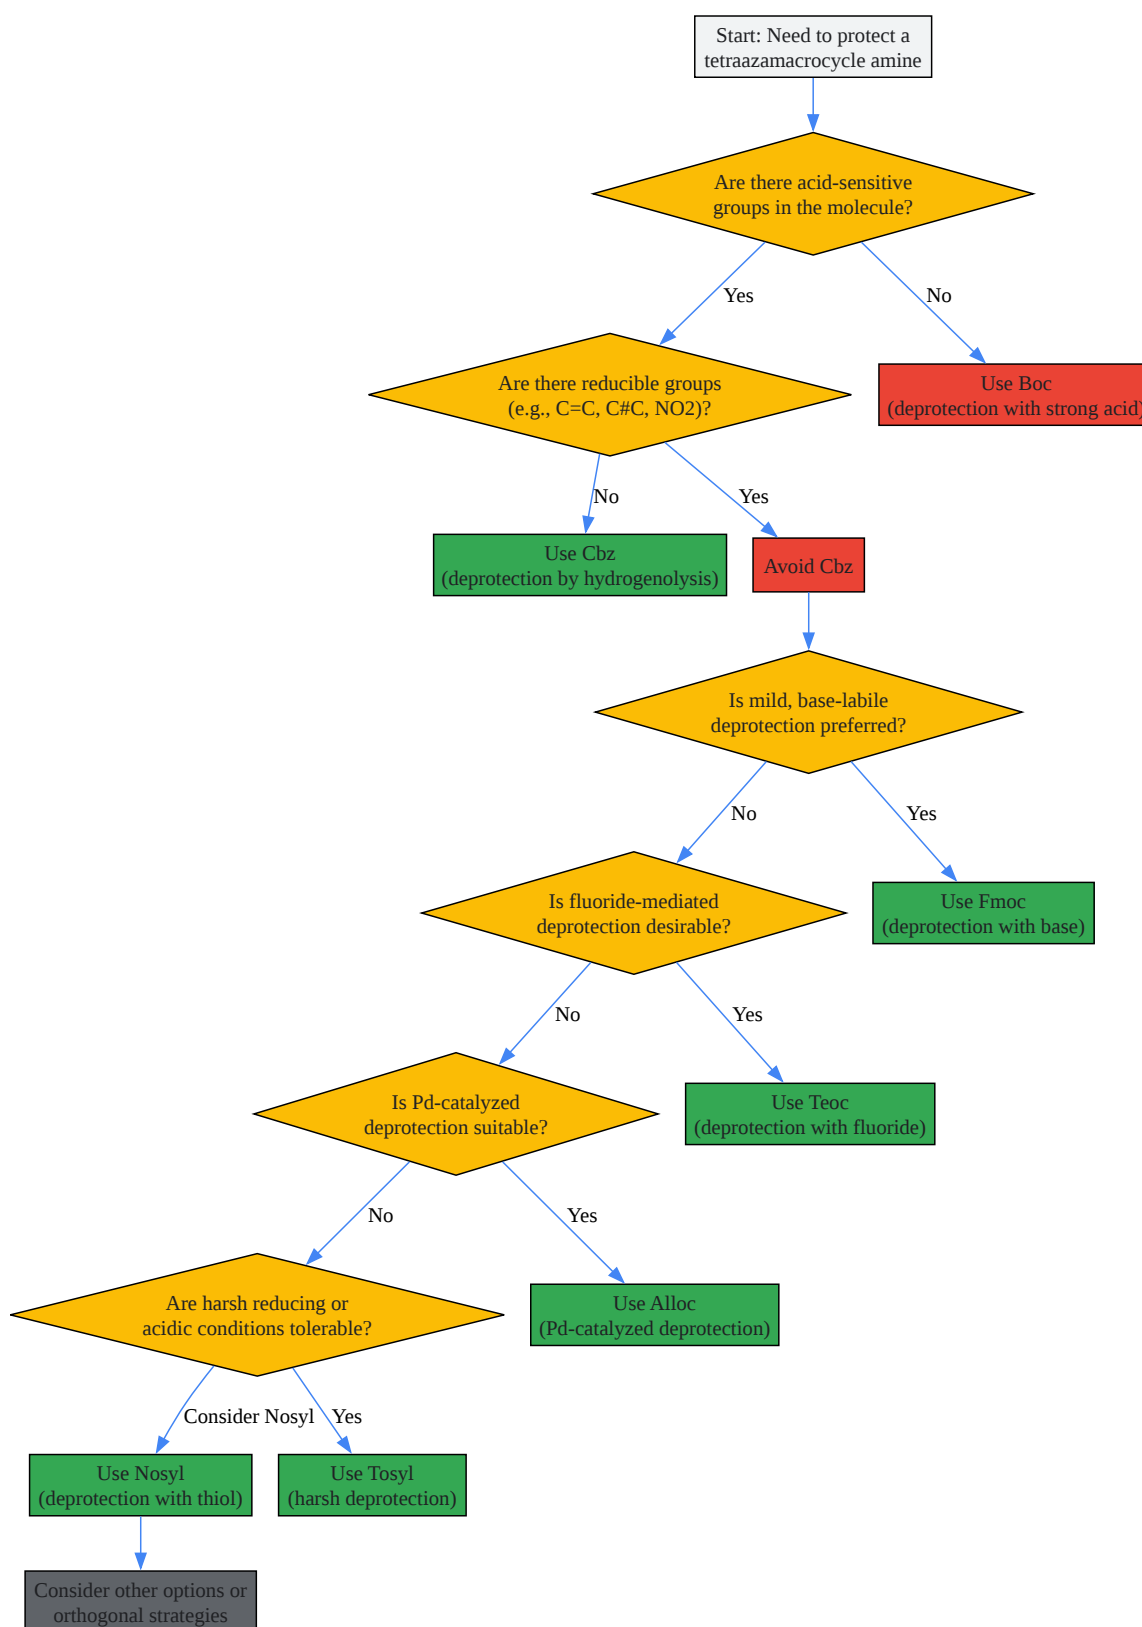 Start: Need to protect a
tetraazamacrocycle amine
Are there acid-sensitive
groups in the molecule?
Yes
No
Are there reducible groups
(e.g., C=C, C#C, NO2)?
Use Boc
(deprotection with strong acid)
No
Yes
Use Cbz
(deprotection by hydrogenolysis)
Avoid Cbz
Is mild, base-labile
deprotection preferred?
No
Yes
Is fluoride-mediated
deprotection desirable?
Use Fmoc
(deprotection with base)
No
Yes
Is Pd-catalyzed
deprotection suitable?
Use Teoc
(deprotection with fluoride)
No
Yes
Are harsh reducing or
acidic conditions tolerable?
Use Alloc
(Pd-catalyzed deprotection)
Consider Nosyl
Yes
Use Nosyl
(deprotection with thiol)
Use Tosyl
(harsh deprotection)
Consider other options or
orthogonal strategies